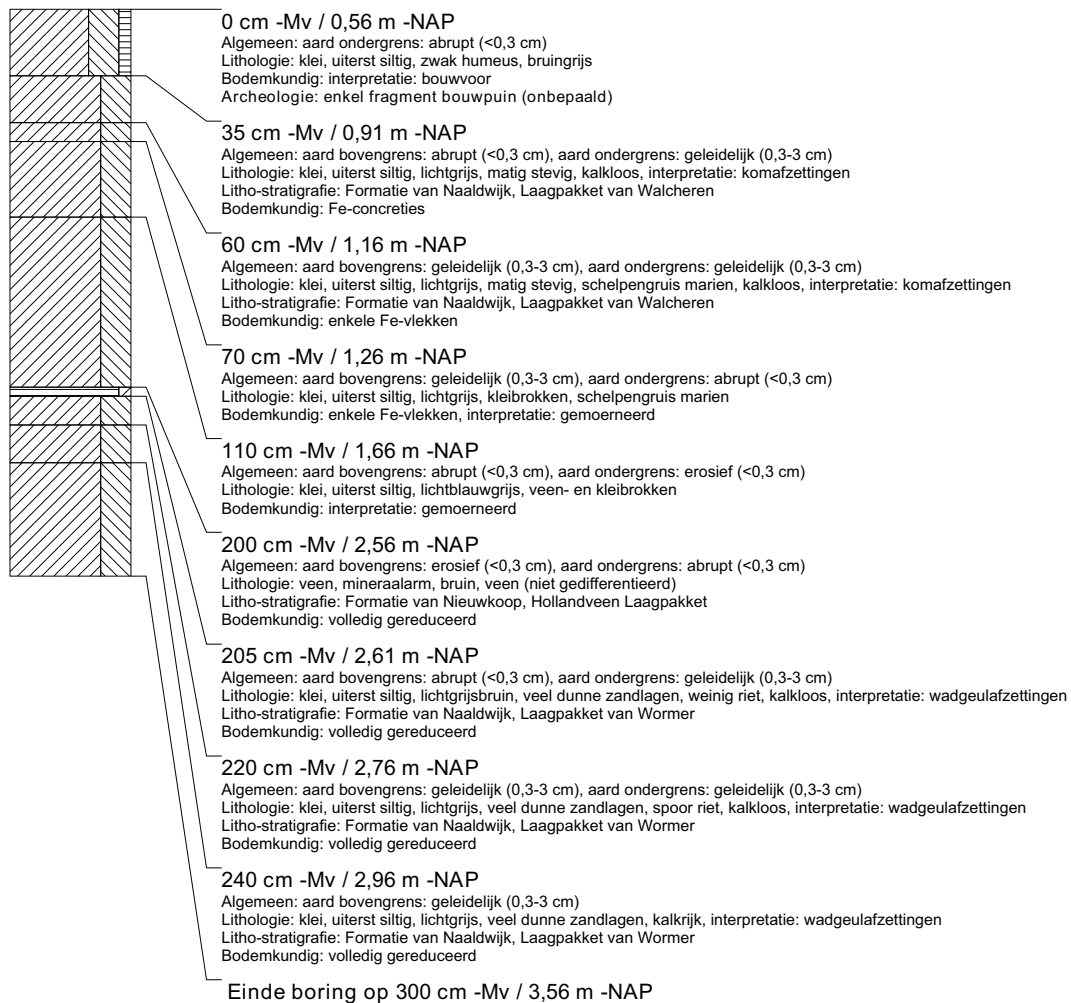 0 cm -Mv / 0,56 m -NAP
Algemeen: aard ondergrens: abrupt (<0,3 cm)
Lithologie: klei, uiterst siltig, zwak humeus, bruingrijs
Bodemkundig: interpretatie: bouwvoor
Archeologie: enkel fragment bouwpuin (onbepaald)
35 cm -Mv / 0,91 m -NAP
Algemeen: aard bovengrens: abrupt (<0,3 cm), aard ondergrens: geleidelijk (0,3-3 cm)
Lithologie: klei, uiterst siltig, lichtgrijs, matig stevig, kalkloos, interpretatie: komafzettingen
Litho-stratigrafie: Formatie van Naaldwijk, Laagpakket van Walcheren
Bodemkundig: Fe-concreties
60 cm -Mv / 1,16 m -NAP
Algemeen: aard bovengrens: geleidelijk (0,3-3 cm), aard ondergrens: geleidelijk (0,3-3 cm)
Lithologie: klei, uiterst siltig, lichtgrijs, matig stevig, schelpengruis marien, kalkloos, interpretatie: komafzettingen
Litho-stratigrafie: Formatie van Naaldwijk, Laagpakket van Walcheren
Bodemkundig: enkele Fe-vlekken
70 cm -Mv / 1,26 m -NAP
Algemeen: aard bovengrens: geleidelijk (0,3-3 cm), aard ondergrens: abrupt (<0,3 cm)
Lithologie: klei, uiterst siltig, lichtgrijs, kleibrokken, schelpengruis marien
Bodemkundig: enkele Fe-vlekken, interpretatie: gemoerneerd
110 cm -Mv / 1,66 m -NAP
Algemeen: aard bovengrens: abrupt (<0,3 cm), aard ondergrens: erosief (<0,3 cm)
Lithologie: klei, uiterst siltig, lichtblauwgrijs, veen- en kleibrokken
Bodemkundig: interpretatie: gemoerneerd
200 cm -Mv / 2,56 m -NAP
Algemeen: aard bovengrens: erosief (<0,3 cm), aard ondergrens: abrupt (<0,3 cm)
Lithologie: veen, mineraalarm, bruin, veen (niet gedifferentieerd)
Litho-stratigrafie: Formatie van Nieuwkoop, Hollandveen Laagpakket
Bodemkundig: volledig gereduceerd
205 cm -Mv / 2,61 m -NAP
Algemeen: aard bovengrens: abrupt (<0,3 cm), aard ondergrens: geleidelijk (0,3-3 cm)
Lithologie: klei, uiterst siltig, lichtgrijsbruin, veel dunne zandlagen, weinig riet, kalkloos, interpretatie: wadgeulafzettingen
Litho-stratigrafie: Formatie van Naaldwijk, Laagpakket van Wormer
Bodemkundig: volledig gereduceerd
220 cm -Mv / 2,76 m -NAP
Algemeen: aard bovengrens: geleidelijk (0,3-3 cm), aard ondergrens: geleidelijk (0,3-3 cm)
Lithologie: klei, uiterst siltig, lichtgrijs, veel dunne zandlagen, spoor riet, kalkloos, interpretatie: wadgeulafzettingen
Litho-stratigrafie: Formatie van Naaldwijk, Laagpakket van Wormer
Bodemkundig: volledig gereduceerd
240 cm -Mv / 2,96 m -NAP
Algemeen: aard bovengrens: geleidelijk (0,3-3 cm)
Lithologie: klei, uiterst siltig, lichtgrijs, veel dunne zandlagen, kalkrijk, interpretatie: wadgeulafzettingen
Litho-stratigrafie: Formatie van Naaldwijk, Laagpakket van Wormer
Bodemkundig: volledig gereduceerd
Einde boring op 300 cm -Mv / 3,56 m -NAP